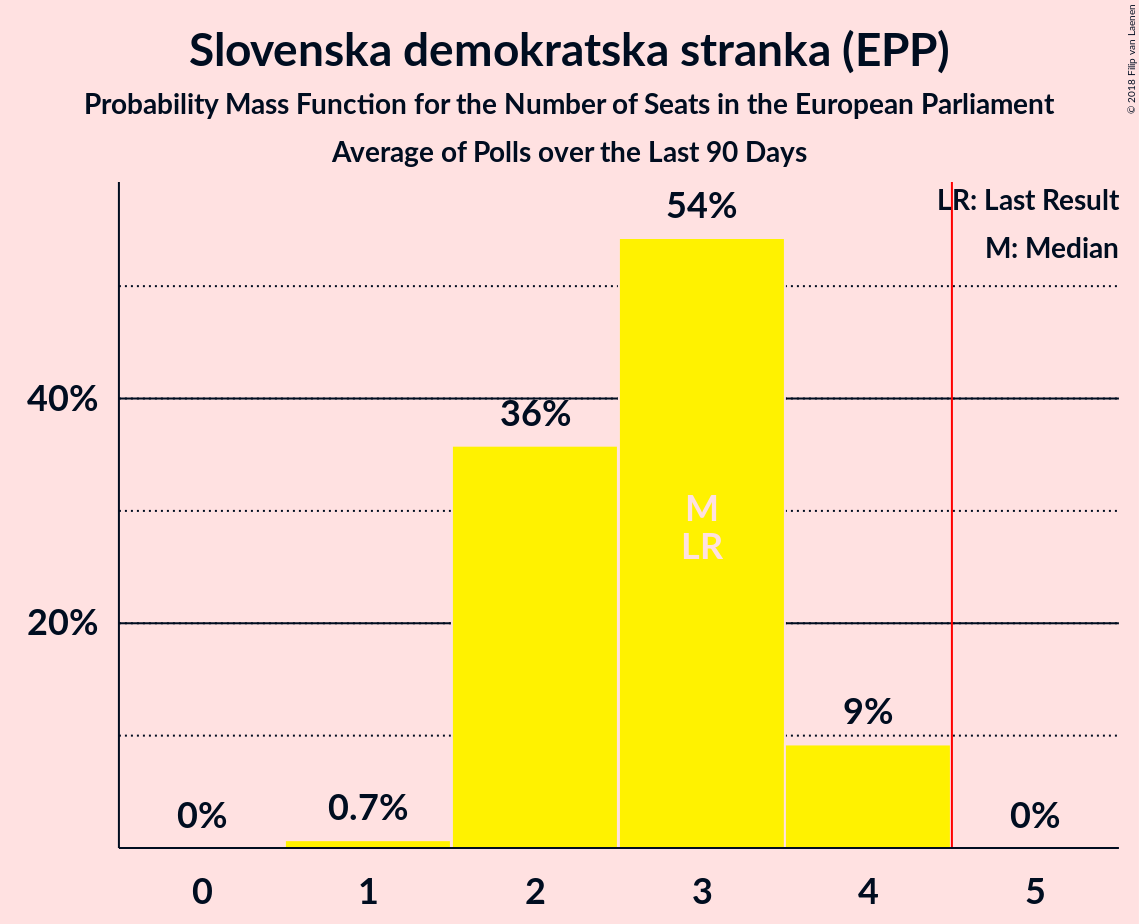 Slovenska demokratska stranka (EPP)
Probability Mass Function for the Number of Seats in the European Parliament
Average of Polls over the Last 90 Days
© 2018 Filip van Laenen
LR: Last Result
M: Median
54%
40%
36%
M
LR
20%
9%
0.7%
0%
0%
0 1 2 3 4 5